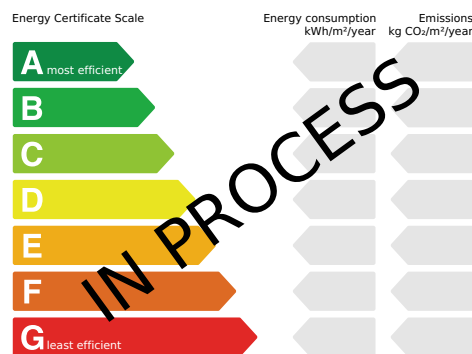 Energy Certificate Scale
Energy consumption
kWh/m²/year
Emissions
kg CO₂/m²/year
A most efficient
B
C
D
E
F
G least efficient
IN PROCESS